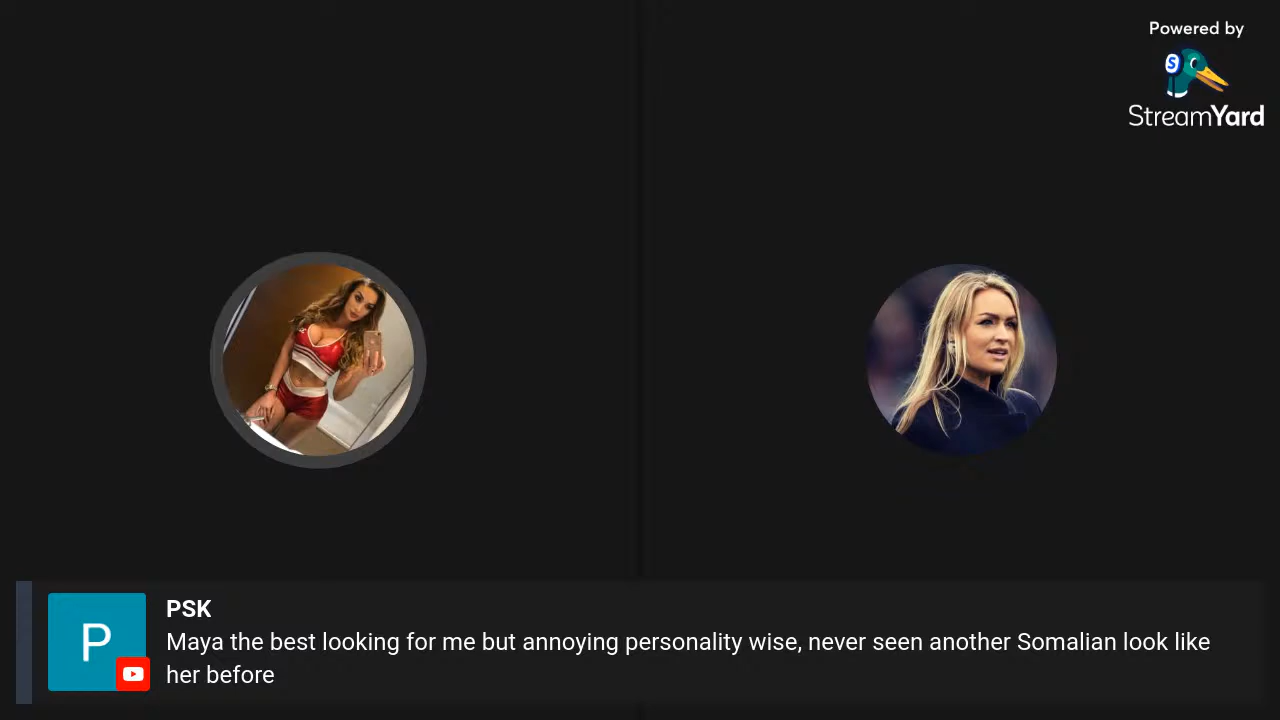 Powered by
S
StreamYard
P
PSK
Maya the best looking for me but annoying personality wise, never seen another Somalian look like
her before